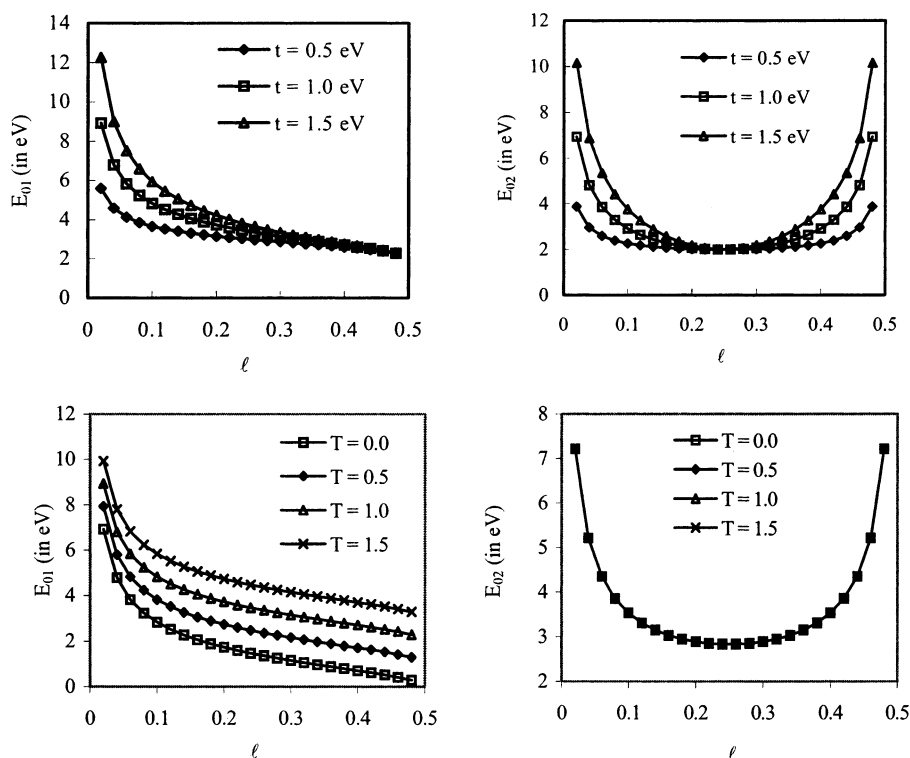 14
12
10
8
6
4
2
0
E01 (in eV)
t = 0.5 eV
t = 1.0 eV
t = 1.5 eV
0 0.1 0.2 0.3 0.4 0.5
ℓ
12
10
8
6
4
2
0
E02 (in eV)
t = 0.5 eV
t = 1.0 eV
t = 1.5 eV
0 0.1 0.2 0.3 0.4 0.5
ℓ
12
10
8
6
4
2
0
E01 (in eV)
T = 0.0
T = 0.5
T = 1.0
T = 1.5
0 0.1 0.2 0.3 0.4 0.5
ℓ
8
7
6
5
4
3
2
E02 (in eV)
T = 0.0
T = 0.5
T = 1.0
T = 1.5
0 0.1 0.2 0.3 0.4 0.5
ℓ